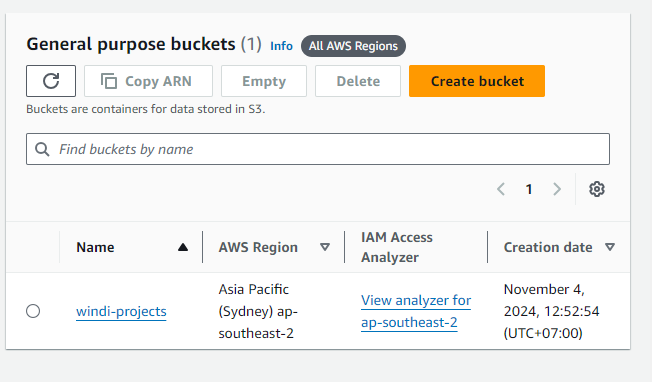 General purpose buckets (1) Info All AWS Regions
Copy ARN Empty Delete Create bucket
Buckets are containers for data stored in S3.
Find buckets by name
1
Name AWS Region IAM Access Analyzer Creation date
windi-projects
Asia Pacific
(Sydney) ap-
southeast-2
View analyzer for
ap-southeast-2
November 4,
2024, 12:52:54
(UTC+07:00)